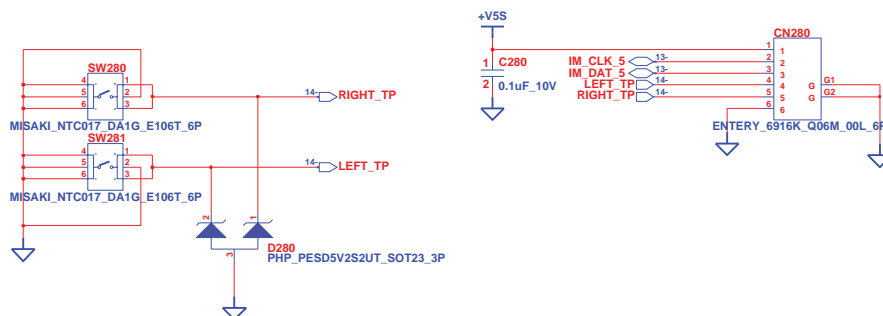 +V5S
CN280
SW280
C280
1
2
0.1uF_10V
IM_CLK_5
13-
IM_DAT_5
13-
LEFT_TP
14-
RIGHT_TP
14-
1
2
3
4
5
6
1
2
3
4
5
6
G
G
G1
G2
4
5
6
1
2
3
14-
RIGHT_TP
MISAKI_NTC017_DA1G_E106T_6P
ENTERY_6916K_Q06M_00L_6P
SW281
4
5
6
1
2
3
14-
LEFT_TP
MISAKI_NTC017_DA1G_E106T_6P
2
1
3
D280
PHP_PESD5V2S2UT_SOT23_3P